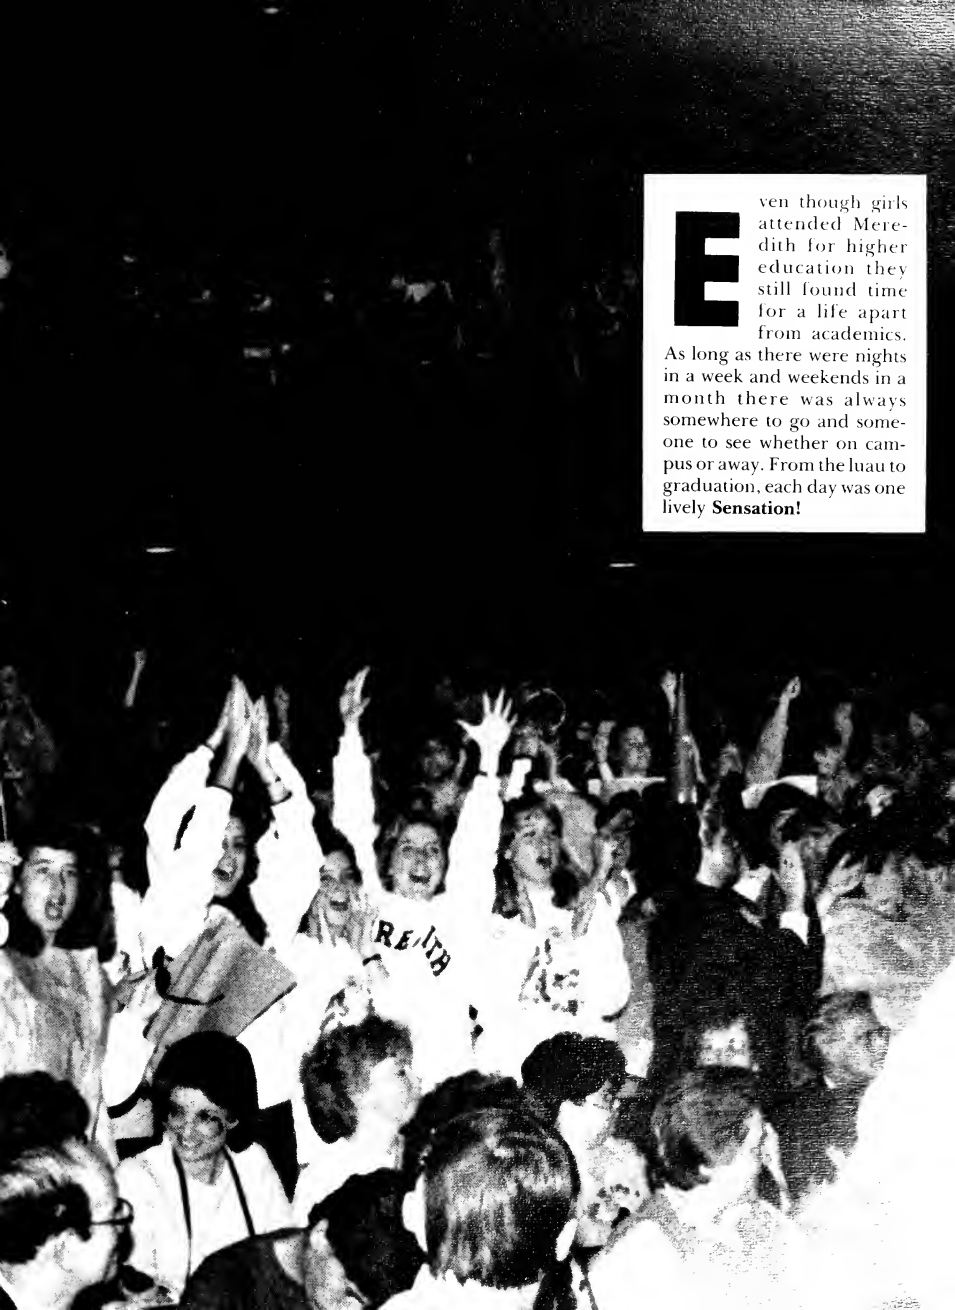 Even though girls
attended Mere-
dith for higher
education they
still found time
for a life apart
from academics.
As long as there were nights
in a week and weekends in a
month there was always
somewhere to go and some-
one to see whether on cam-
pus or away. From the luau to
graduation, each day was one
lively Sensation!
REDITH